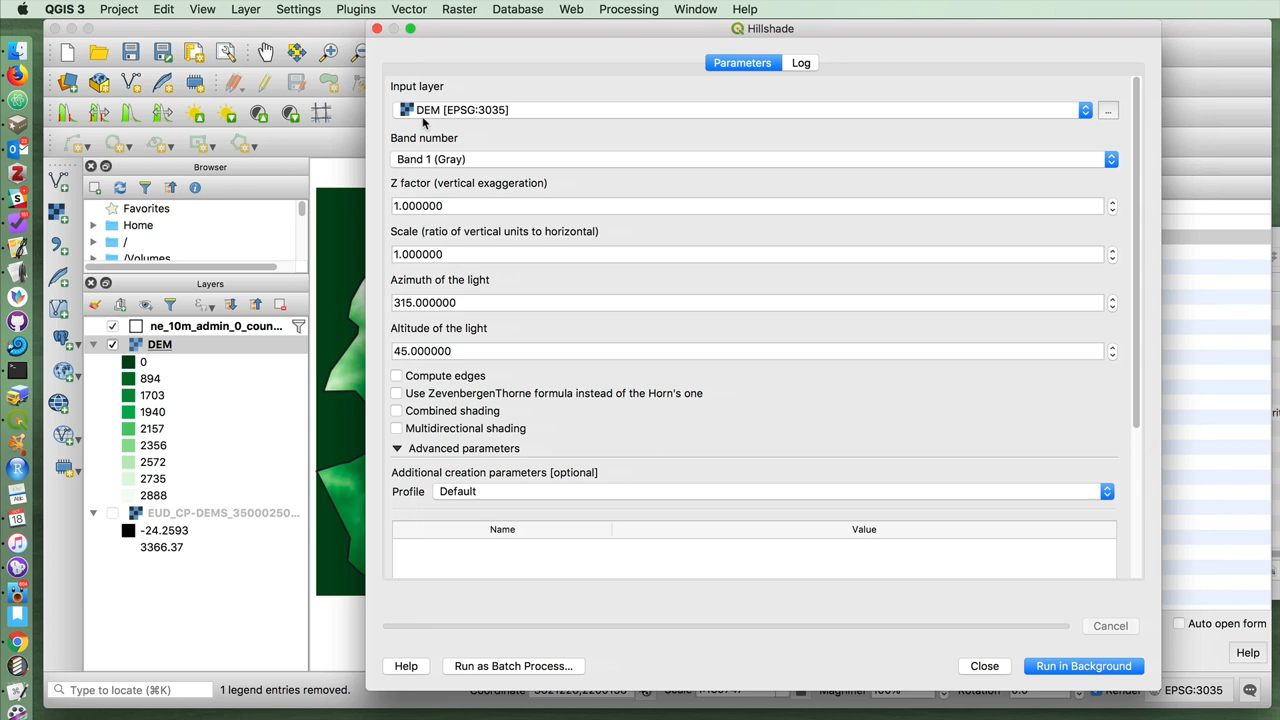 QGIS 3 Project Edit View Layer Settings Plugins Vector Raster Database Web Processing Window Help
Hillshade
Parameters Log
Input layer
DEM [EPSG:3035]
...
Band number
Band 1 (Gray)
Z factor (vertical exaggeration)
1.000000
Scale (ratio of vertical units to horizontal)
1.000000
Azimuth of the light
315.000000
Altitude of the light
45.000000
Compute edges
Use ZevenbergenThorne formula instead of the Horn's one
Combined shading
Multidirectional shading
Advanced parameters
Additional creation parameters [optional]
Profile Default
Name Value
Cancel
Help Run as Batch Process... Close Run in Background
Browser
Favorites
Home
/
/Volumes
Layers
ne_10m_admin_0_coun...
DEM
0
894
1703
1940
2157
2356
2572
2735
2888
EUD_CP-DEMS_35000250...
-24.2593
3366.37
Auto open form
Help
Type to locate (⌘K) 1 legend entries removed.
Coordinate Scale Magnifier Rotation Render EPSG:3035